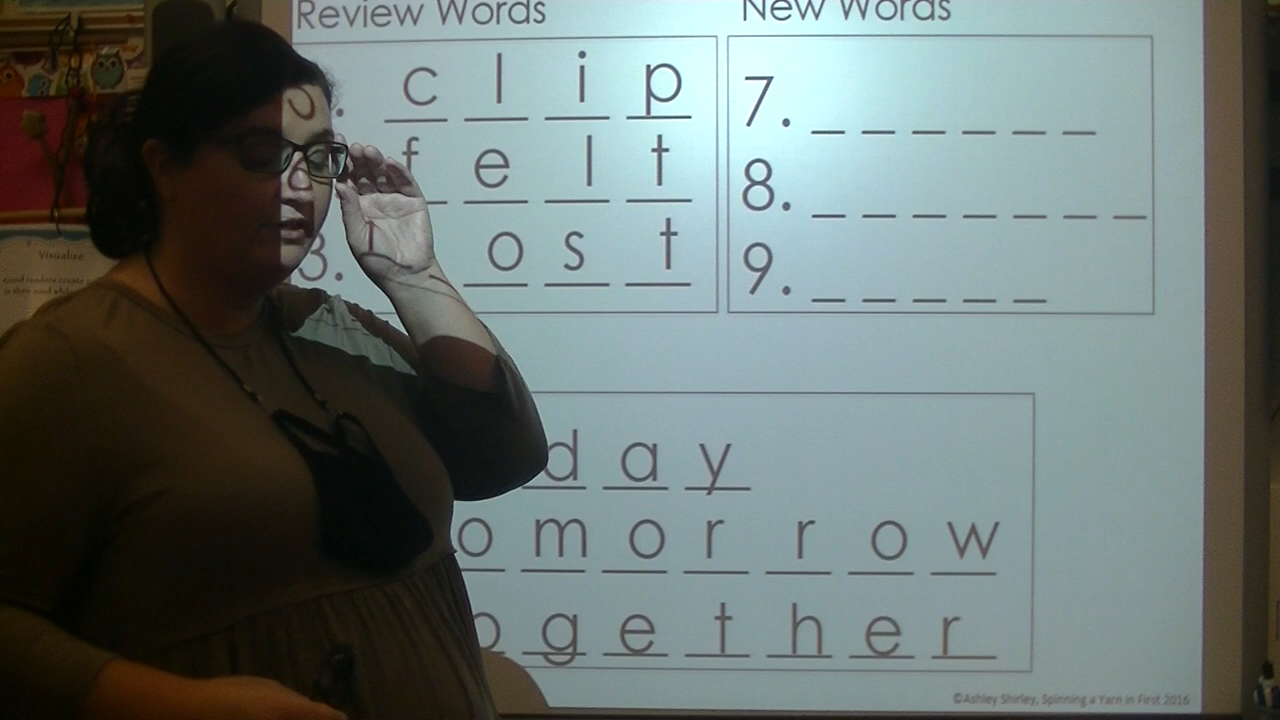 Review Words
New Words
c l i p
f e l t
3. o s t
7. _ _ _ _ _ _
8. _ _ _ _ _ _ _
9. _ _ _ _ _
d a y
o m o r r o w
o g e t h e r
©Ashley Shirley, Spinning a Yarn in First 2016
Visualize